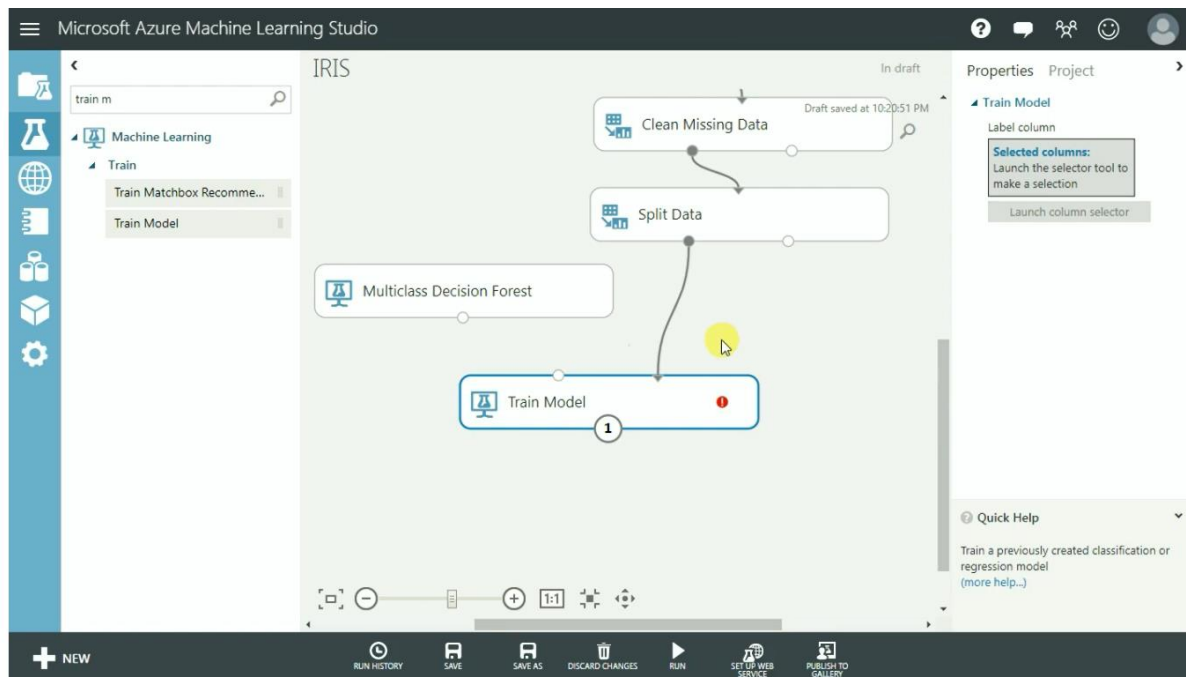 Microsoft Azure Machine Learning Studio
train m
Machine Learning
Train
Train Matchbox Recomme...
Train Model
IRIS
In draft
Draft saved at 10:20:51 PM
Clean Missing Data
Split Data
Multiclass Decision Forest
Train Model
1
Properties Project
Train Model
Label column
Selected columns:
Launch the selector tool to
make a selection
Launch column selector
Quick Help
Train a previously created classification or
regression model
(more help...)
1:1
NEW
RUN HISTORY
SAVE
SAVE AS
DISCARD CHANGES
RUN
SET UP WEB
SERVICE
PUBLISH TO
GALLERY